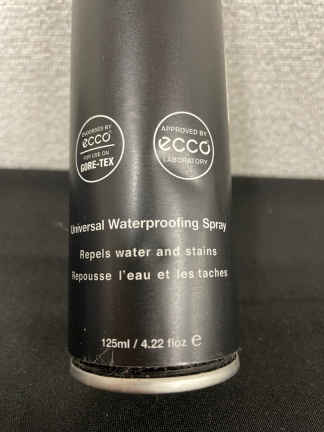 ENDORSED BY
ecco
FOR USE ON
GORE-TEX
APPROVED BY
ecco
LABORATORY
Universal Waterproofing Spray
Repels water and stains
Repousse l'eau et les taches
125ml / 4.22 floz ℮